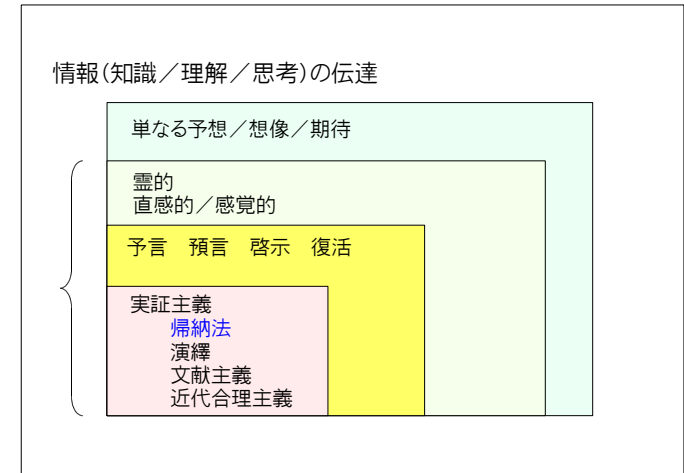 情報(知識／理解／思考)の伝達
単なる予想／想像／期待
霊的
直感的／感覚的
予言　預言　啓示　復活
実証主義
帰納法
演繹
文献主義
近代合理主義